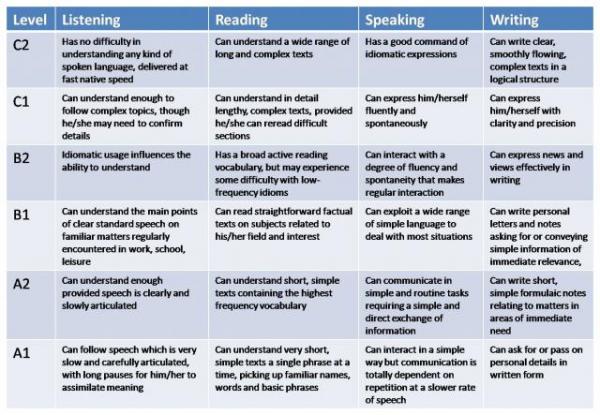 Level Listening Reading Speaking Writing
C2
Has no difficulty in
understanding any kind of
spoken language, delivered at
fast native speed
Can understand a wide range of
long and complex texts
Has a good command of
idiomatic expressions
Can write clear,
smoothly flowing,
complex texts in a
logical structure
C1
Can understand enough to
follow complex topics, though
he/she may need to confirm
details
Can understand in detail
lengthy, complex texts, provided
he/she can reread difficult
sections
Can express him/herself
fluently and
spontaneously
Can express
him/herself with
clarity and precision
B2
Idiomatic usage influences the
ability to understand
Has a broad active reading
vocabulary, but may experience
some difficulty with low-
frequency idioms
Can interact with a
degree of fluency and
spontaneity that makes
regular interaction
Can express news and
views effectively in
writing
B1
Can understand the main points
of clear standard speech on
familiar matters regularly
encountered in work, school,
leisure
Can read straightforward factual
texts on subjects related to
his/her field and interest
Can exploit a wide range
of simple language to
deal with most situations
Can write personal
letters and notes
asking for or conveying
simple information of
immediate relevance,
A2
Can understand enough
provided speech is clearly and
slowly articulated
Can understand short, simple
texts containing the highest
frequency vocabulary
Can communicate in
simple and routine tasks
requiring a simple and
direct exchange of
information
Can write short,
simple formulaic notes
relating to matters in
areas of immediate
need
A1
Can follow speech which is very
slow and carefully articulated,
with long pauses for him/her to
assimilate meaning
Can understand very short,
simple texts a single phrase at a
time, picking up familiar names,
words and basic phrases
Can interact in a simple
way but communication is
totally dependent on
repetition at a slower rate
of speech
Can ask for or pass on
personal details in
written form